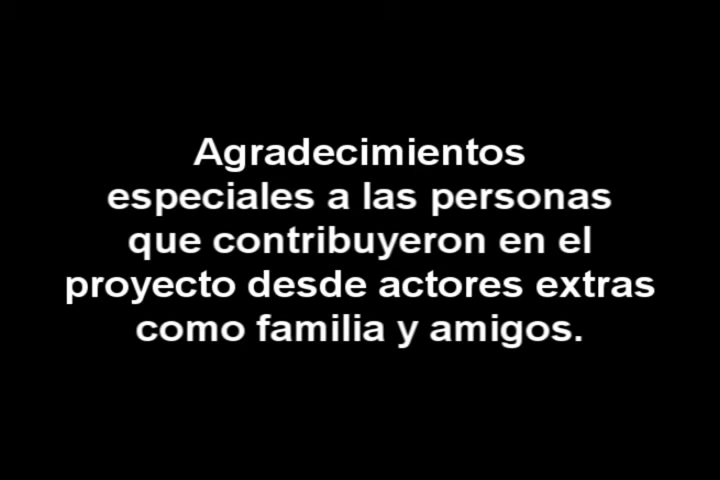 Agradecimientos
especiales a las personas
que contribuyeron en el
proyecto desde actores extras
como familia y amigos.